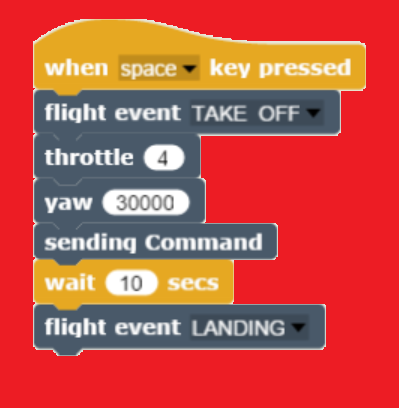 when space key pressed
flight event TAKE OFF
throttle 4
yaw 30000
sending Command
wait 10 secs
flight event LANDING